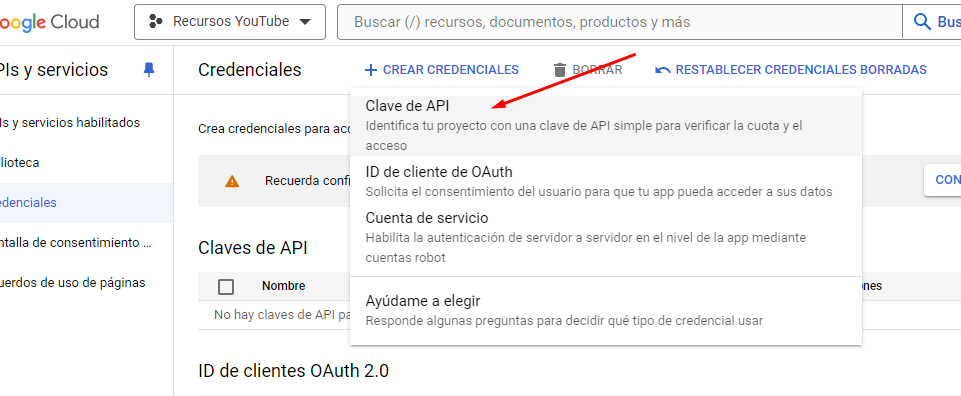 oogle Cloud
Recursos YouTube
Buscar (/) recursos, documentos, productos y más
Bus
PIs y servicios
Credenciales
+ CREAR CREDENCIALES
BORRAR
RESTABLECER CREDENCIALES BORRADAS
Is y servicios habilitados
blioteca
edenciales
ntalla de consentimiento ...
uerdos de uso de páginas
Crea credenciales para acc
Recuerda confi
CON
Clave de API
Identifica tu proyecto con una clave de API simple para verificar la cuota y el
acceso
ID de cliente de OAuth
Solicita el consentimiento del usuario para que tu app pueda acceder a sus datos
Cuenta de servicio
Habilita la autenticación de servidor a servidor en el nivel de la app mediante
cuentas robot
Ayúdame a elegir
Responde algunas preguntas para decidir qué tipo de credencial usar
Claves de API
Nombre
ones
No hay claves de API pa
ID de clientes OAuth 2.0